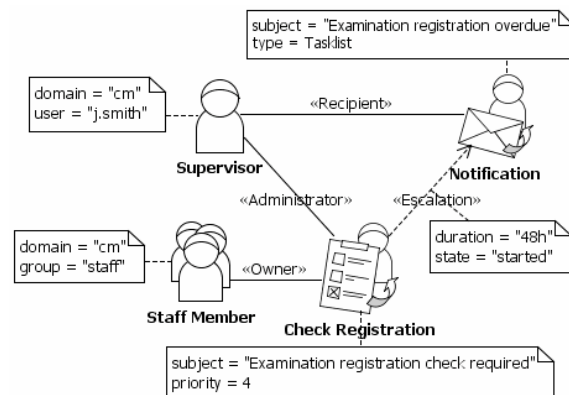 subject = "Examination registration overdue"
type = Tasklist
domain = "cm"
user = "j.smith"
«Recipient»
Supervisor
Notification
«Administrator»
«Escalation»
domain = "cm"
group = "staff"
duration = "48h"
state = "started"
«Owner»
Staff Member
Check Registration
subject = "Examination registration check required"
priority = 4